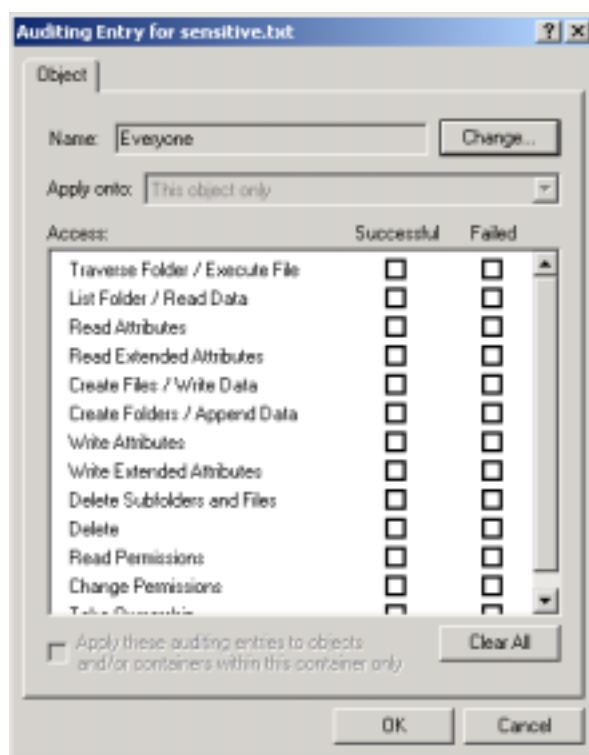 Auditing Entry for sensitive.txt
Object
Name: Everyone Change...
Apply onto: This object only
Access: Successful Failed
Traverse Folder / Execute File
List Folder / Read Data
Read Attributes
Read Extended Attributes
Create Files / Write Data
Create Folders / Append Data
Write Attributes
Write Extended Attributes
Delete Subfolders and Files
Delete
Read Permissions
Change Permissions
Take Ownership
Apply these auditing entries to objects
and/or containers within this container only
Clear All
OK Cancel